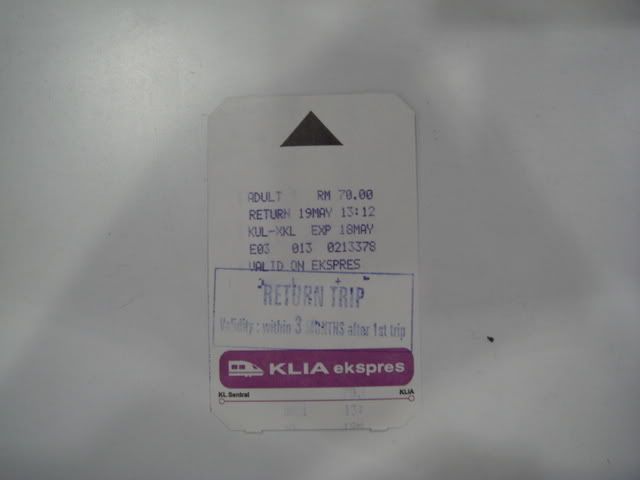 ADULT RM 70.00
RETURN 19MAY 13:12
KUL-XKL EXP 18MAY
E03 013 0213378
VALID ON EKSPRES
RETURN TRIP
Validity : within 3 MONTHS after 1st trip
KLIA ekspres
KL Sentral KLIA